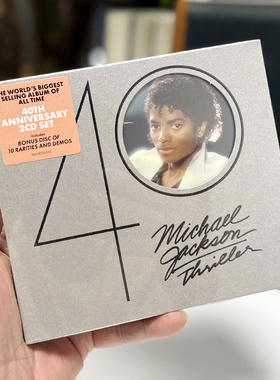 THE WORLD'S BIGGEST
SELLING ALBUM OF
ALL TIME
40TH
ANNIVERSARY
2CD SET
Includes
BONUS DISC OF
10 RARITIES AND DEMOS
40
Michael
Jackson
Thriller